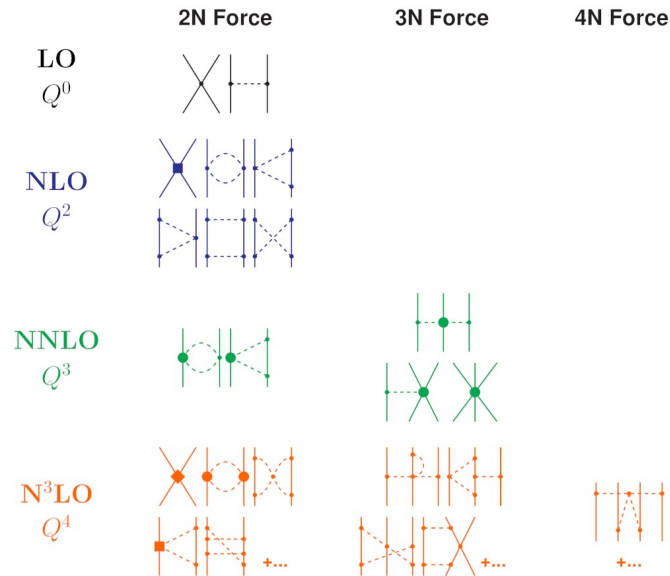 2N Force 3N Force 4N Force
LO
Q⁰
NLO
Q²
NNLO
Q³
N³LO
Q⁴
+... +... +...